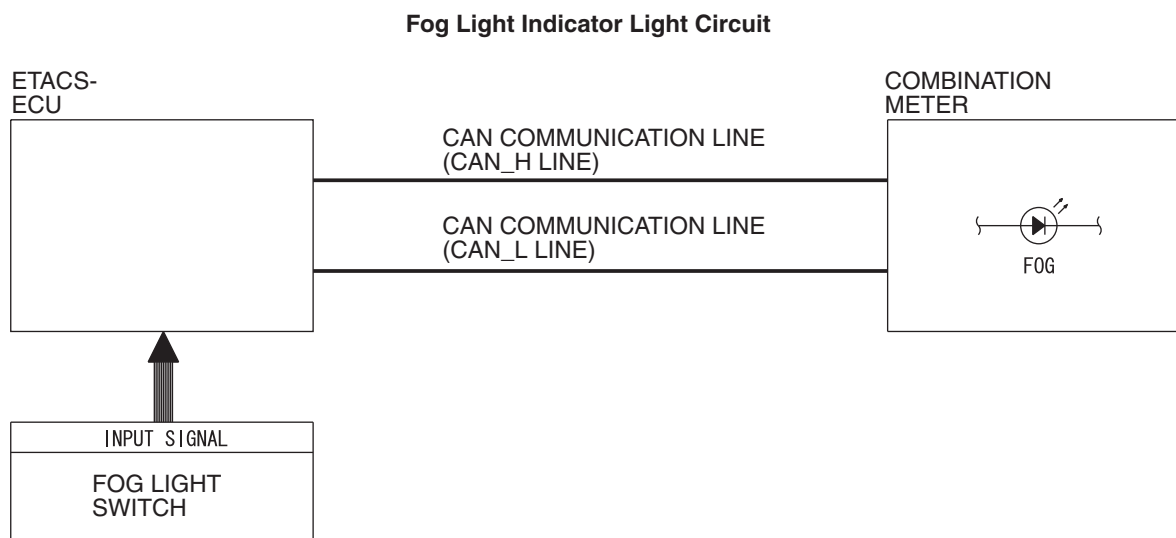 Fog Light Indicator Light Circuit
ETACS-
ECU
COMBINATION
METER
CAN COMMUNICATION LINE
(CAN_H LINE)
CAN COMMUNICATION LINE
(CAN_L LINE)
FOG
INPUT SIGNAL
FOG LIGHT
SWITCH